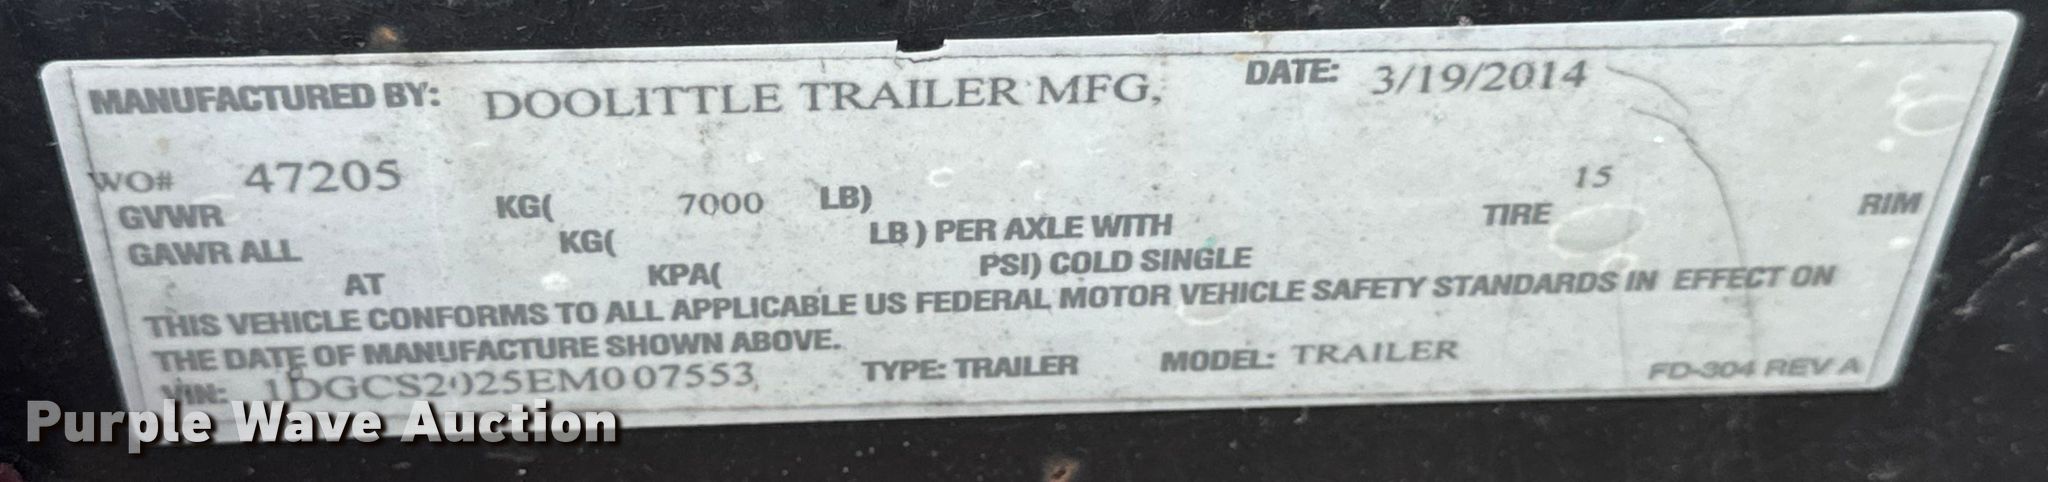 MANUFACTURED BY: DOOLITTLE TRAILER MFG, DATE: 3/19/2014
WO# 47205 15
GVWR KG( 7000 LB) TIRE RIM
GAWR ALL KG( LB ) PER AXLE WITH
AT KPA( PSI) COLD SINGLE
THIS VEHICLE CONFORMS TO ALL APPLICABLE US FEDERAL MOTOR VEHICLE SAFETY STANDARDS IN EFFECT ON
THE DATE OF MANUFACTURE SHOWN ABOVE.
VIN: 1DGCS2025EM007553 TYPE: TRAILER MODEL: TRAILER FD-304 REV A
Purple Wave Auction